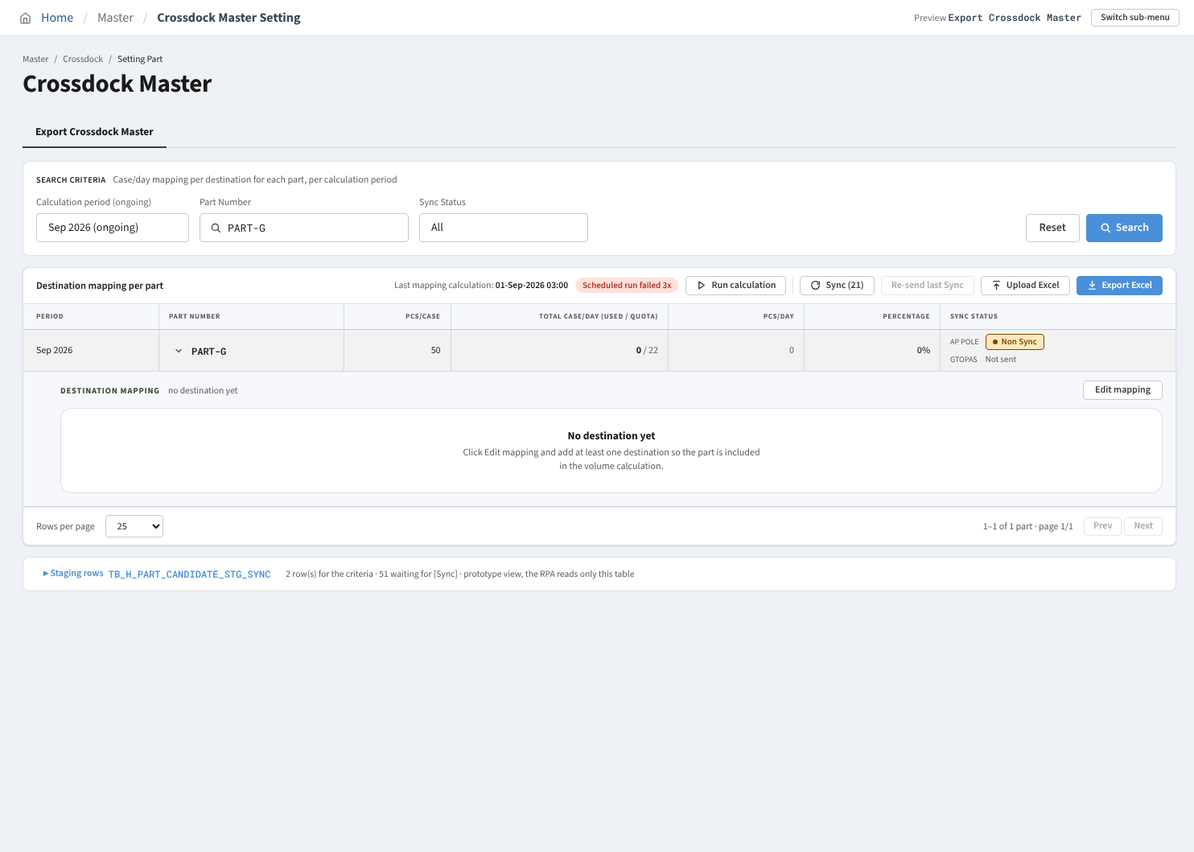 Home / Master / Crossdock Master Setting
Preview Export Crossdock Master Switch sub-menu
Master / Crossdock / Setting Part
Crossdock Master
Export Crossdock Master
SEARCH CRITERIA Case/day mapping per destination for each part, per calculation period
Calculation period (ongoing) Part Number Sync Status
Sep 2026 (ongoing) PART-G All Reset Search
Destination mapping per part Last mapping calculation: 01-Sep-2026 03:00 Scheduled run failed 3x Run calculation Sync (21) Re-send last Sync Upload Excel Export Excel
PERIOD PART NUMBER PCS/CASE TOTAL CASE/DAY (USED / QUOTA) PCS/DAY PERCENTAGE SYNC STATUS
Sep 2026 PART-G 50 0 / 22 0 0% AP POLE Non Sync
GTOPAS Not sent
DESTINATION MAPPING no destination yet Edit mapping
No destination yet
Click Edit mapping and add at least one destination so the part is included
in the volume calculation.
Rows per page 25 1–1 of 1 part · page 1/1 Prev Next
▸ Staging rows TB_H_PART_CANDIDATE_STG_SYNC 2 row(s) for the criteria · 51 waiting for [Sync] · prototype view, the RPA reads only this table